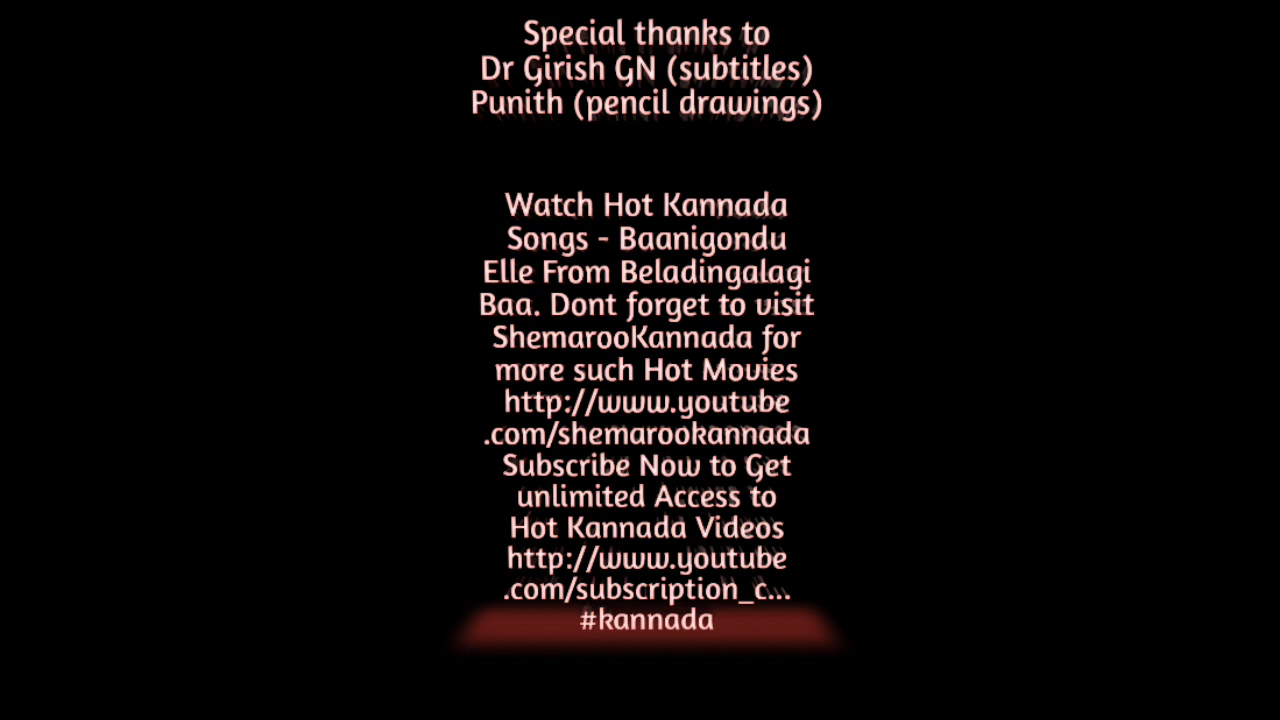 Special thanks to
Dr Girish GN (subtitles)
Punith (pencil drawings)
Watch Hot Kannada
Songs - Baanigondu
Elle From Beladingalagi
Baa. Dont forget to visit
ShemarooKannada for
more such Hot Movies
http://www.youtube
.com/shemarookannada
Subscribe Now to Get
unlimited Access to
Hot Kannada Videos
http://www.youtube
.com/subscription_c...
#kannada